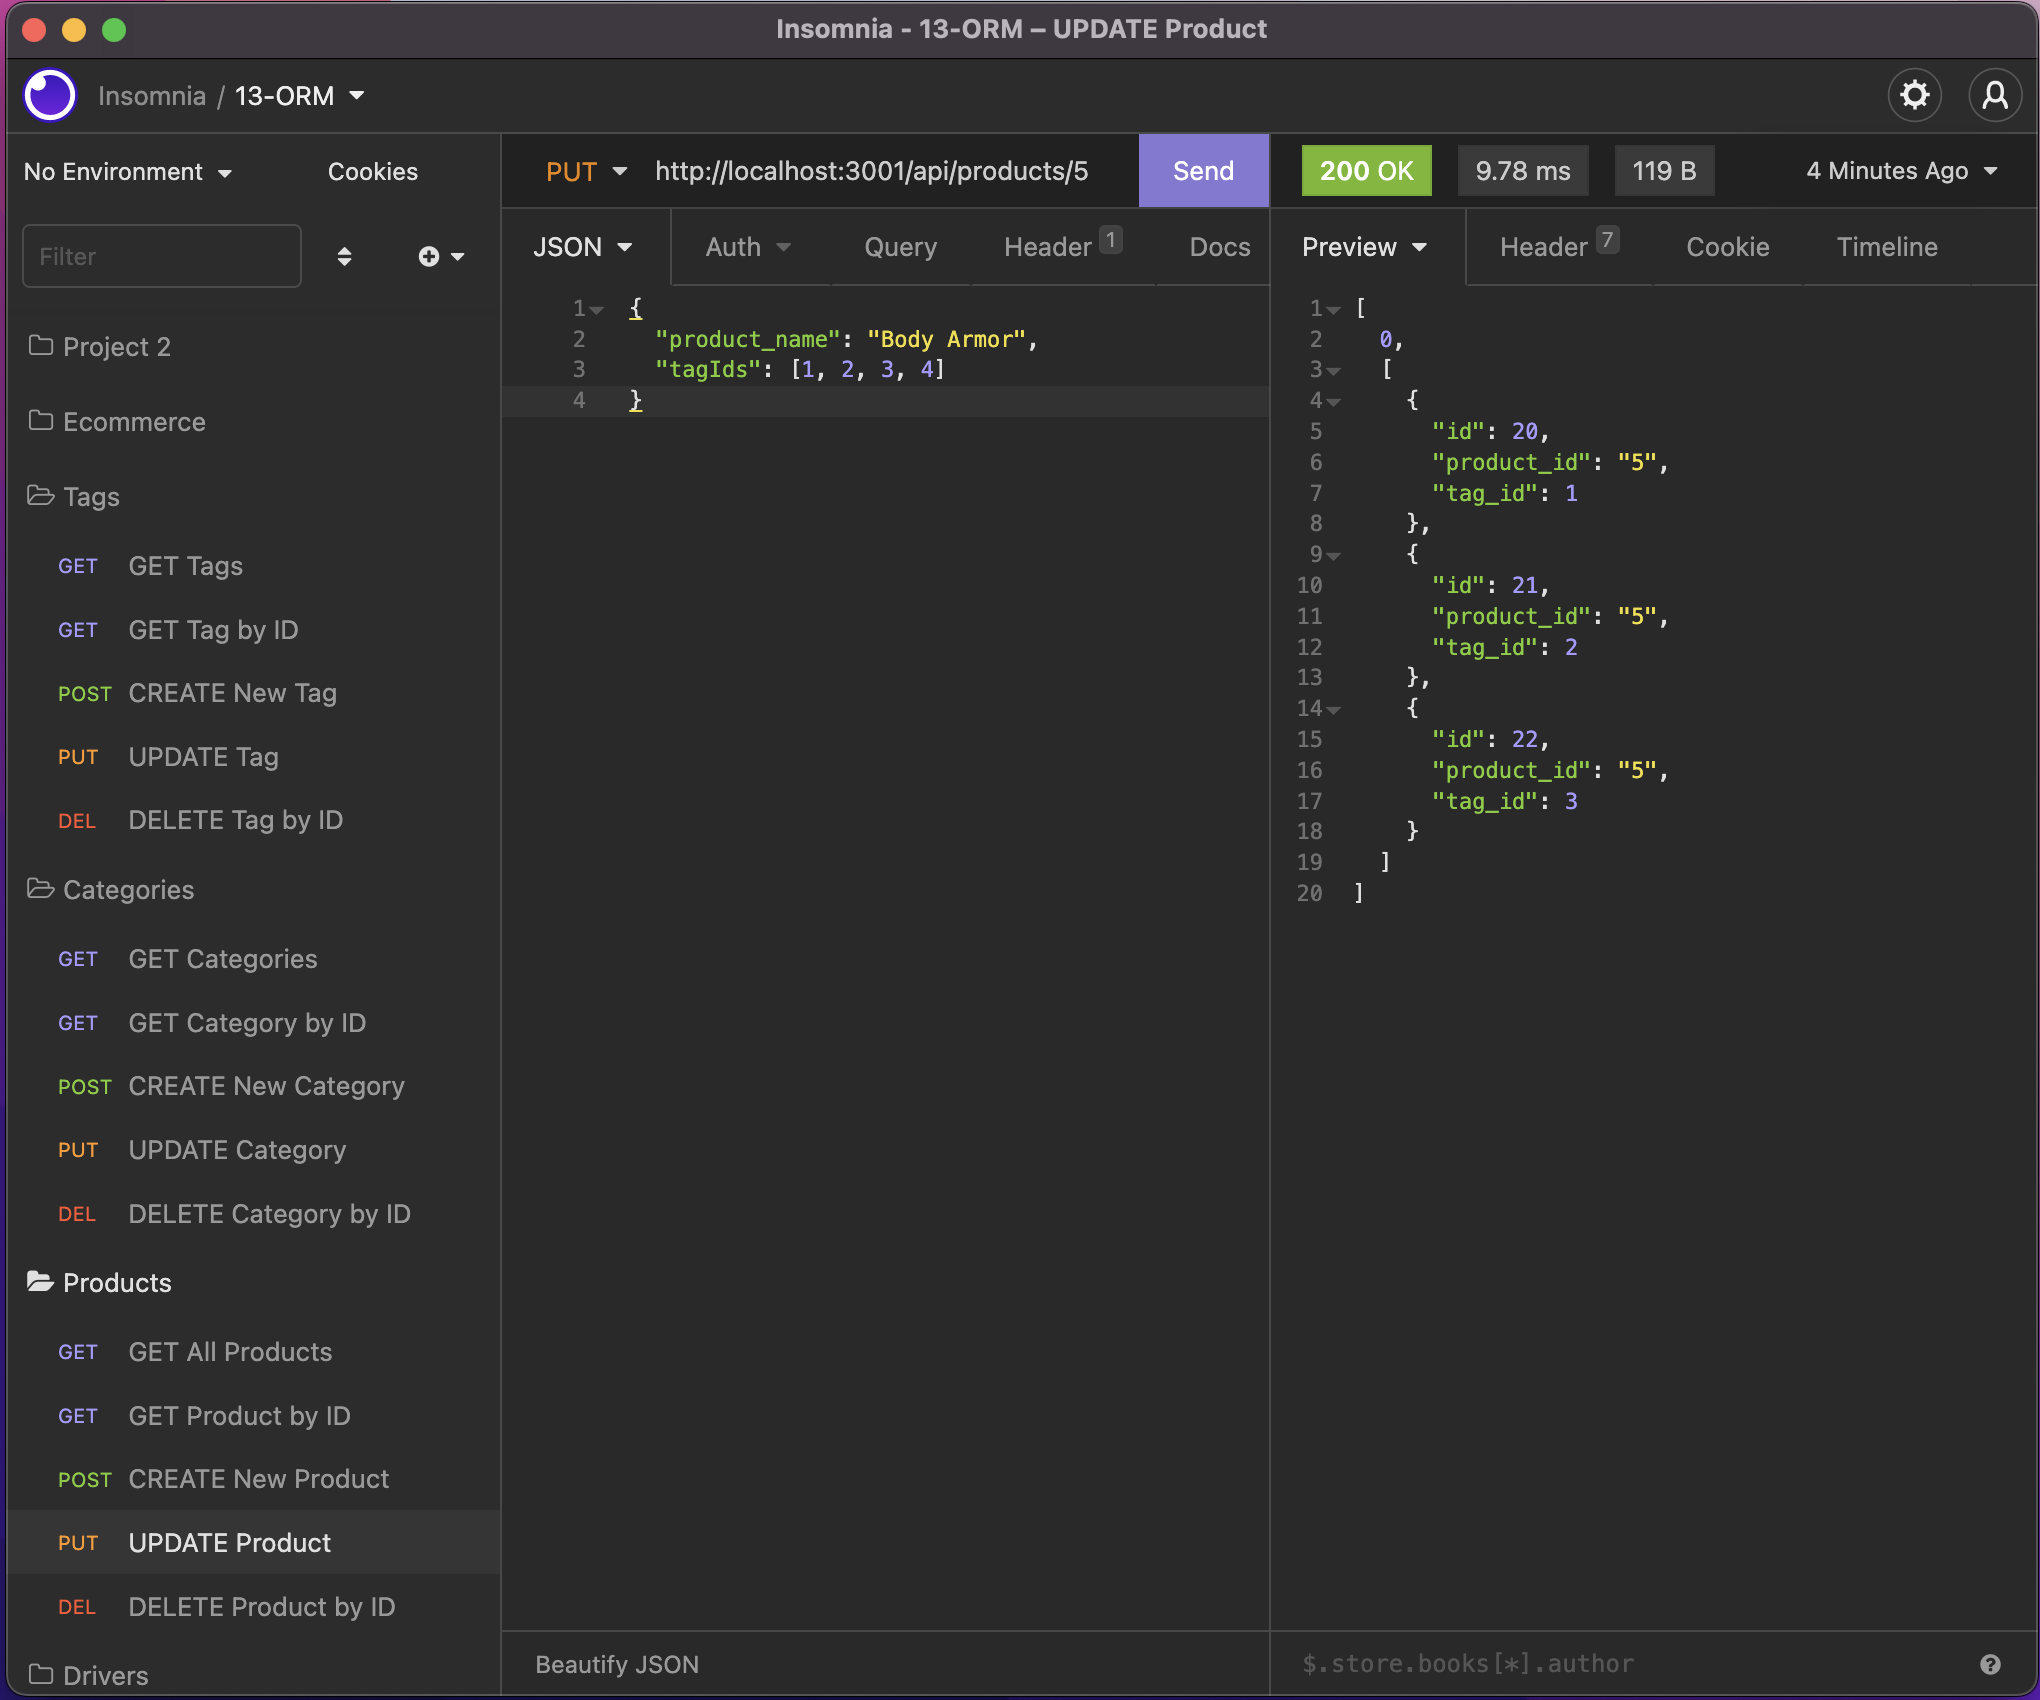 Insomnia - 13-ORM – UPDATE Product
Insomnia / 13-ORM
No Environment
Cookies
Filter
Project 2
Ecommerce
Tags
GET GET Tags
GET GET Tag by ID
POST CREATE New Tag
PUT UPDATE Tag
DEL DELETE Tag by ID
Categories
GET GET Categories
GET GET Category by ID
POST CREATE New Category
PUT UPDATE Category
DEL DELETE Category by ID
Products
GET GET All Products
GET GET Product by ID
POST CREATE New Product
PUT UPDATE Product
DEL DELETE Product by ID
Drivers
PUT http://localhost:3001/api/products/5 Send
JSON Auth Query Header 1 Docs
1 {
2 "product_name": "Body Armor",
3 "tagIds": [1, 2, 3, 4]
4 }
Beautify JSON
200 OK 9.78 ms 119 B 4 Minutes Ago
Preview Header 7 Cookie Timeline
1 [
2 0,
3 [
4 {
5 "id": 20,
6 "product_id": "5",
7 "tag_id": 1
8 },
9 {
10 "id": 21,
11 "product_id": "5",
12 "tag_id": 2
13 },
14 {
15 "id": 22,
16 "product_id": "5",
17 "tag_id": 3
18 }
19 ]
20 ]
$.store.books[*].author
?